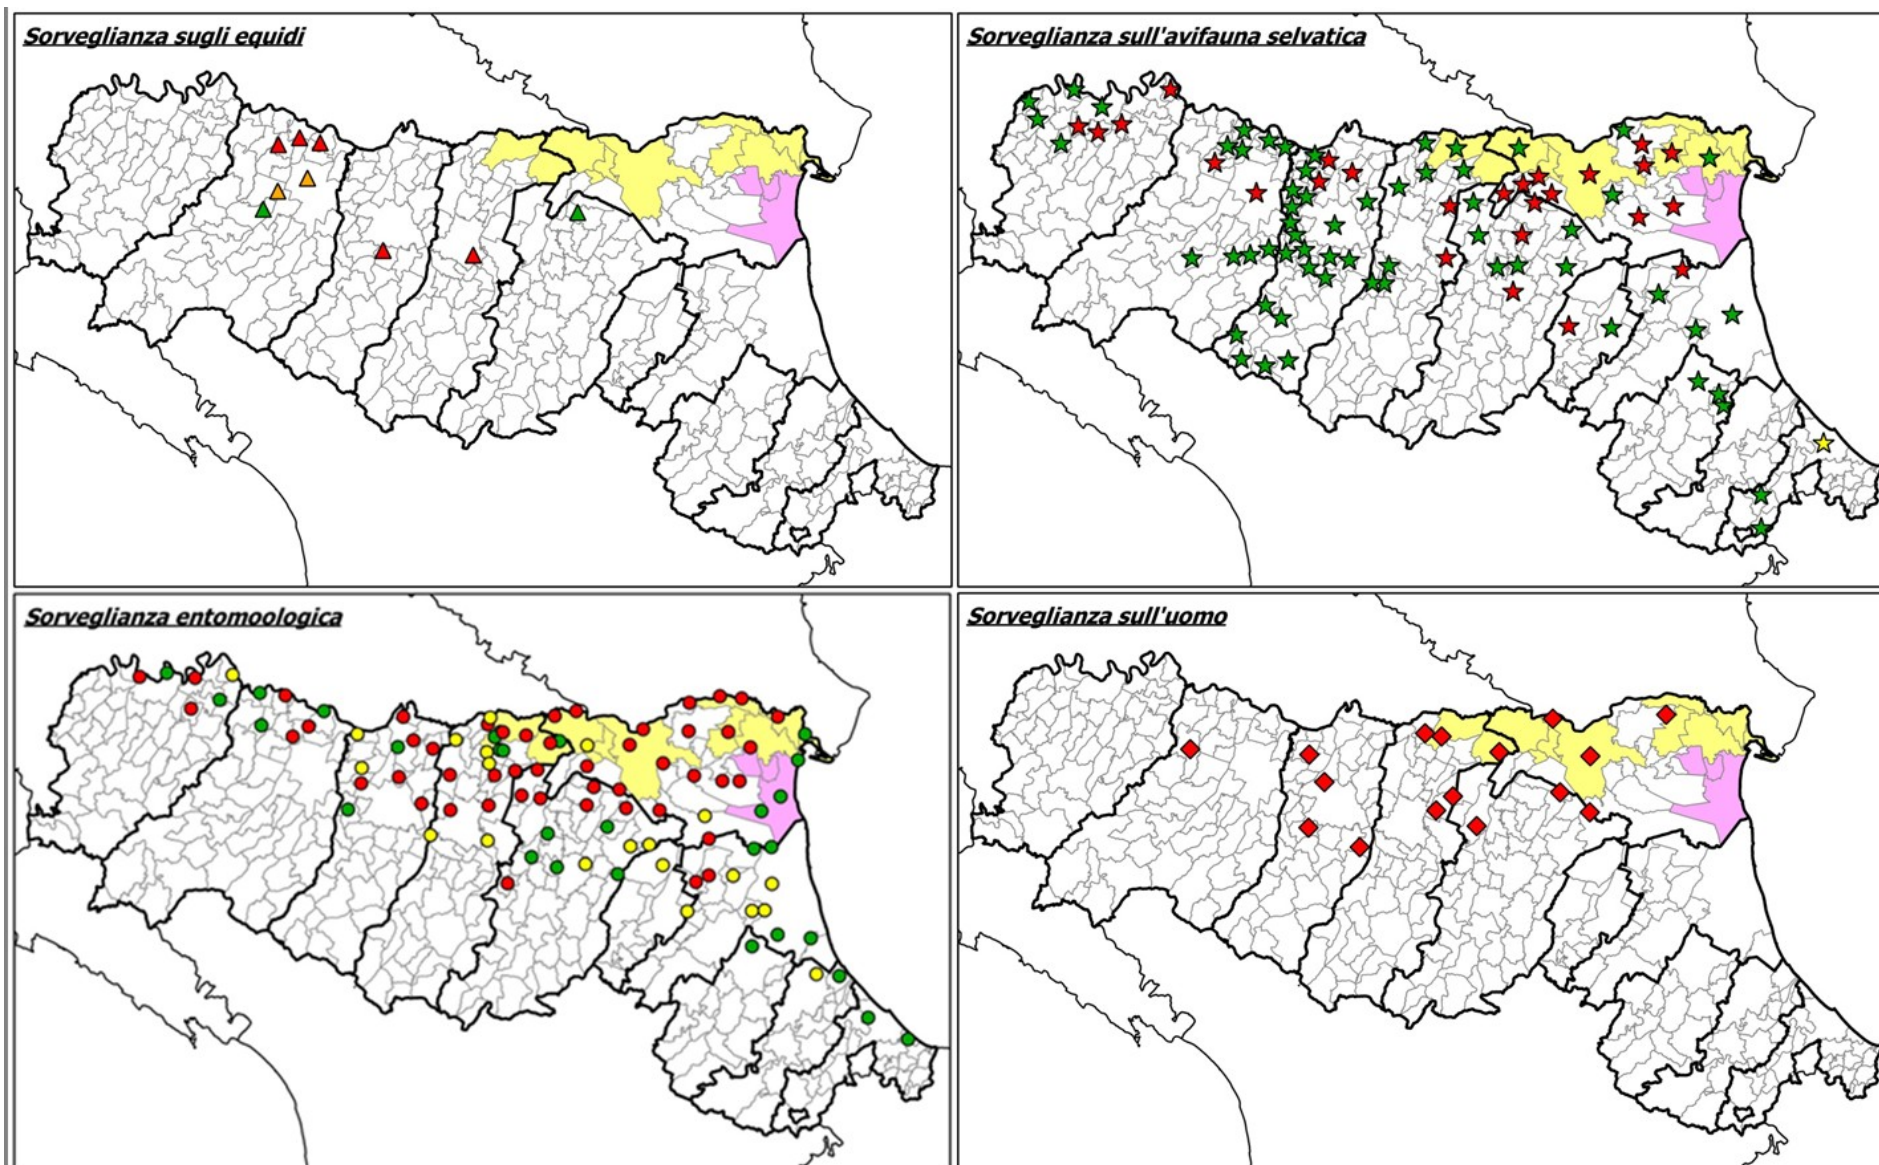 Sorveglianza sugli equidi
Sorveglianza sull'avifauna selvatica
Sorveglianza entomoologica
Sorveglianza sull'uomo